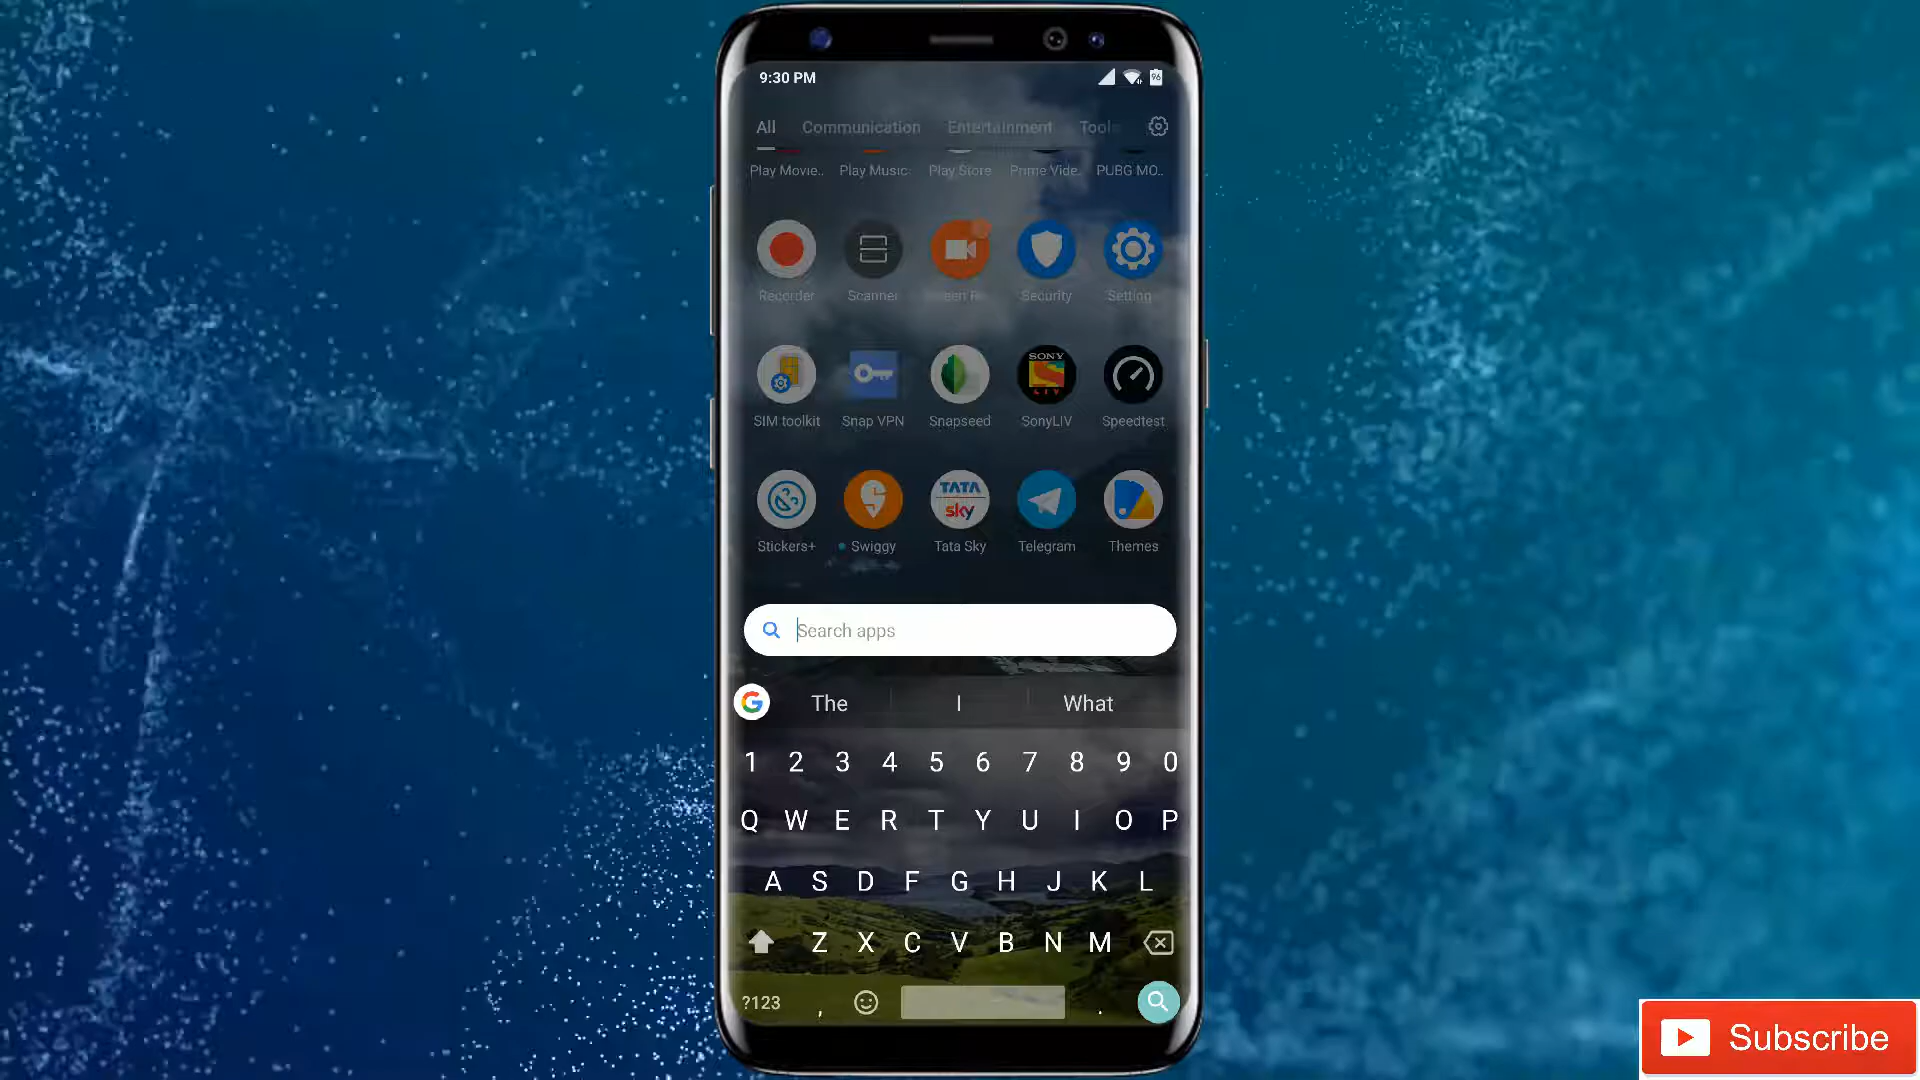 9:30 PM
96
All Communication Entertainment Tools
Play Movie.. Play Music Play Store Prime Vide. PUBG MO..
Recorder Scanner Security Setting
SONY
LIV
SIM toolkit Snap VPN Snapseed SonyLIV Speedtest
TATA
sky
Stickers+ Swiggy Tata Sky Telegram Themes
Search apps
G The I What
1 2 3 4 5 6 7 8 9 0
Q W E R T Y U I O P
A S D F G H J K L
Z X C V B N M
?123 , .
Subscribe